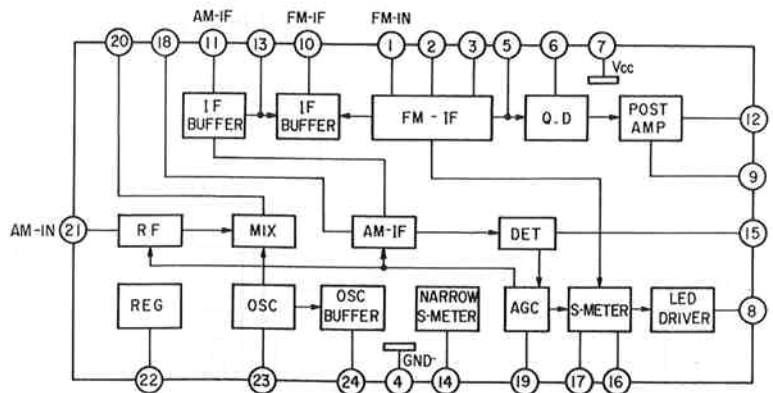 AM-IF FM-IF FM-IN
20 18 11 13 10 1 2 3 5 6 7
Vcc
IF
BUFFER
IF
BUFFER
FM-IF
Q.D
POST
AMP
12
9
AM-IN 21
RF
MIX
AM-IF
DET
15
REG
OSC
OSC
BUFFER
NARROW
S-METER
AGC
S-METER
LED
DRIVER
8
GND
22 23 24 4 14 19 17 16